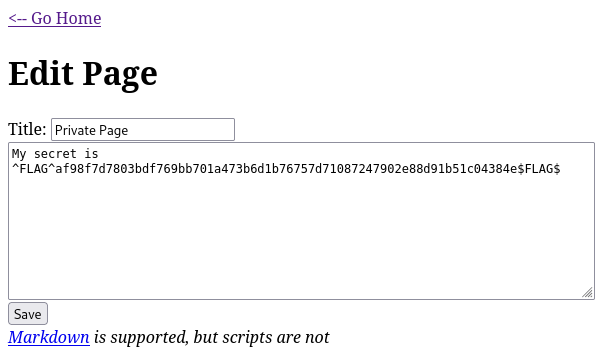 <-- Go Home
Edit Page
Title: Private Page
My secret is
^FLAG^af98f7d7803bdf769bb701a473b6d1b76757d71087247902e88d91b51c04384e$FLAG$
Save
Markdown is supported, but scripts are not